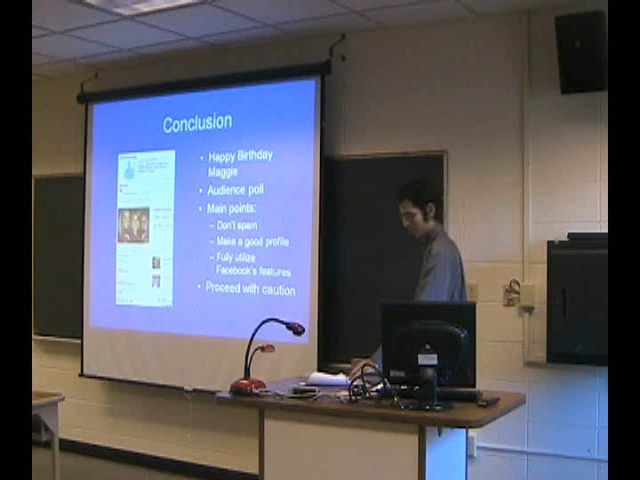 Conclusion
• Happy Birthday
Maggie
• Audience poll
• Main points:
– Don't spam
– Make a good profile
– Fully utilize
Facebook's features
• Proceed with caution